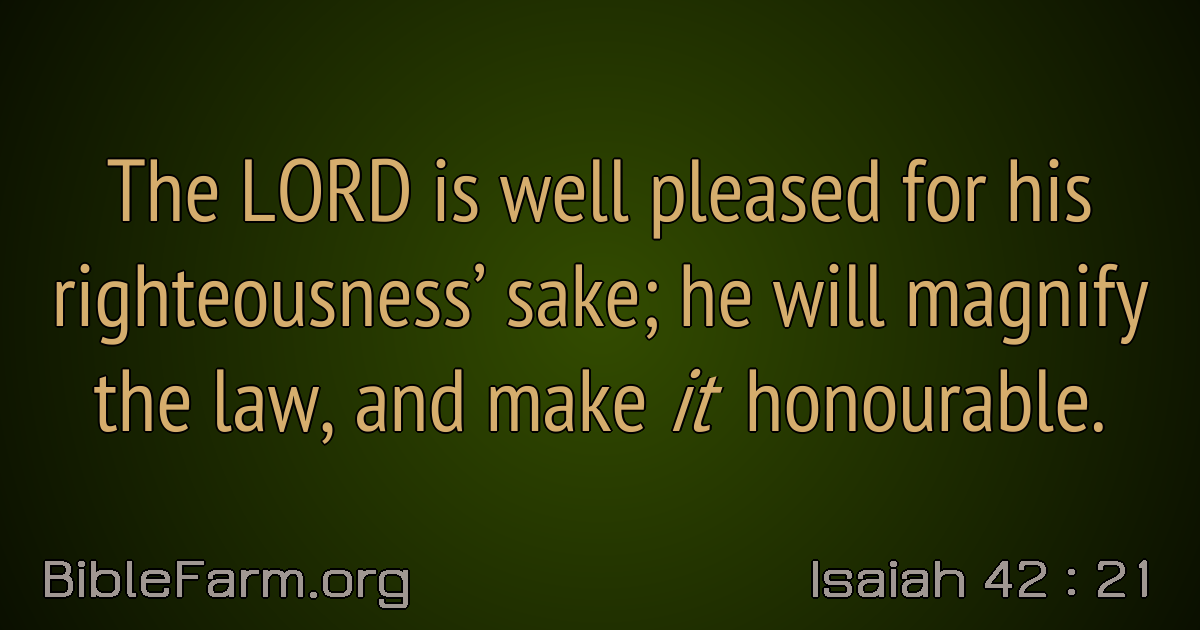 The LORD is well pleased for his
righteousness’ sake; he will magnify
the law, and make it honourable.
BibleFarm.org
Isaiah 42 : 21